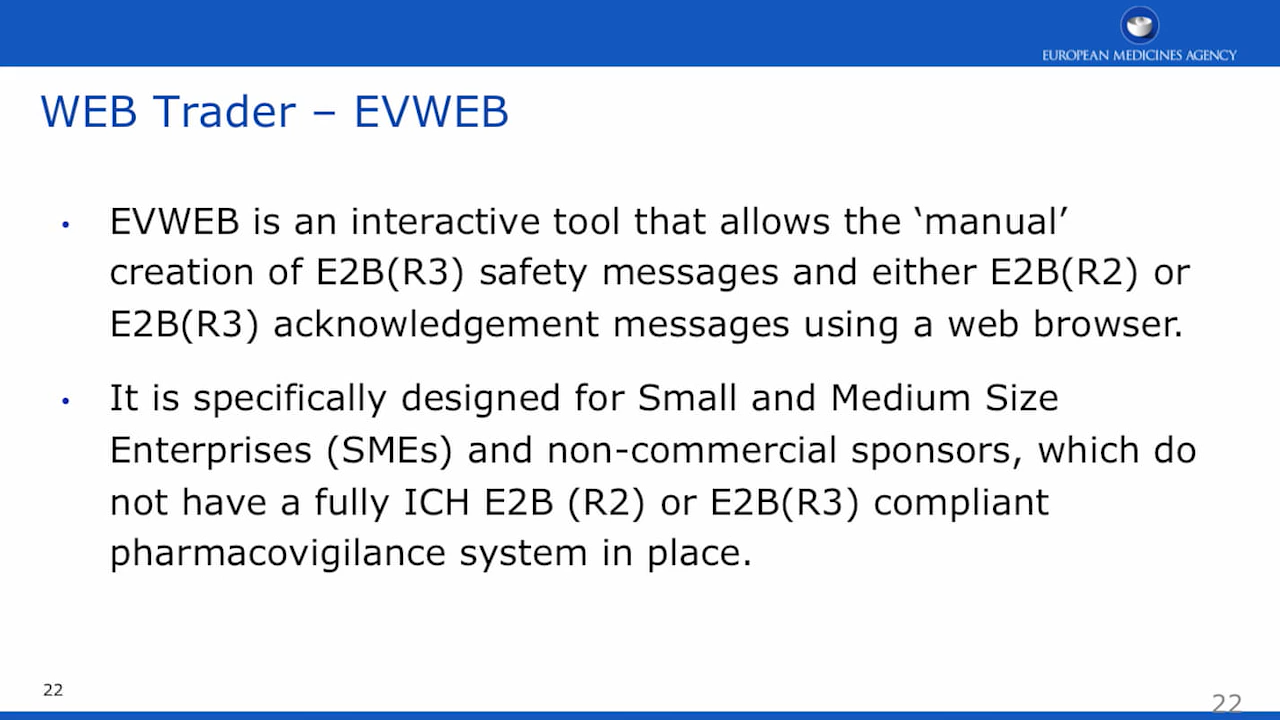 EUROPEAN MEDICINES AGENCY
WEB Trader – EVWEB
• EVWEB is an interactive tool that allows the ‘manual’
creation of E2B(R3) safety messages and either E2B(R2) or
E2B(R3) acknowledgement messages using a web browser.
• It is specifically designed for Small and Medium Size
Enterprises (SMEs) and non-commercial sponsors, which do
not have a fully ICH E2B (R2) or E2B(R3) compliant
pharmacovigilance system in place.
22
22